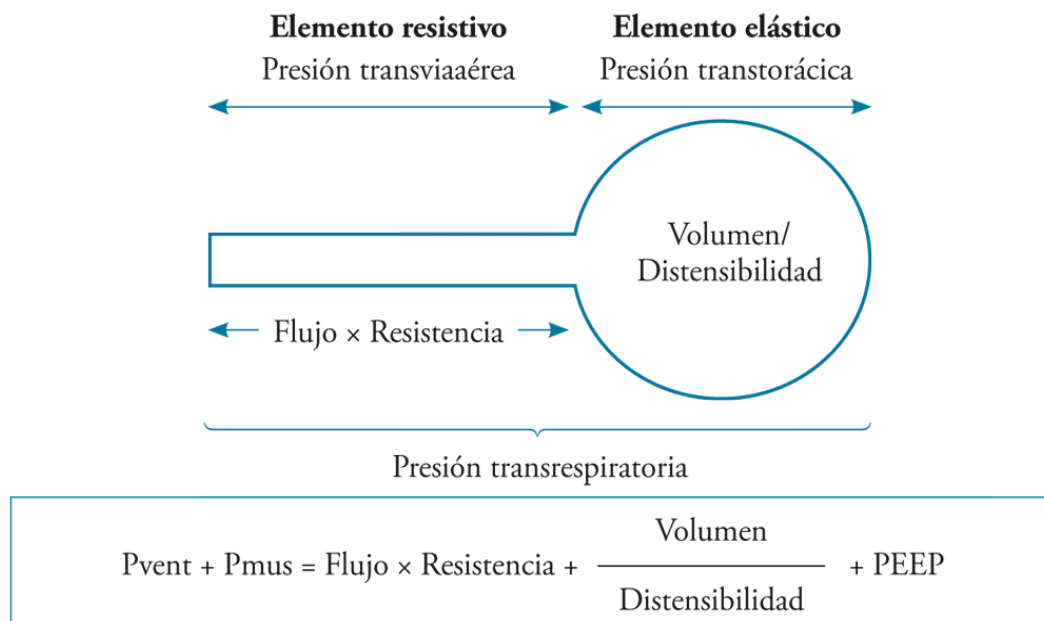 Elemento resistivo
Presión transviaaérea
Elemento elástico
Presión transtorácica
Volumen/
Distensibilidad
Flujo × Resistencia
Presión transrespiratoria
Pvent + Pmus = Flujo × Resistencia + Volumen / Distensibilidad + PEEP